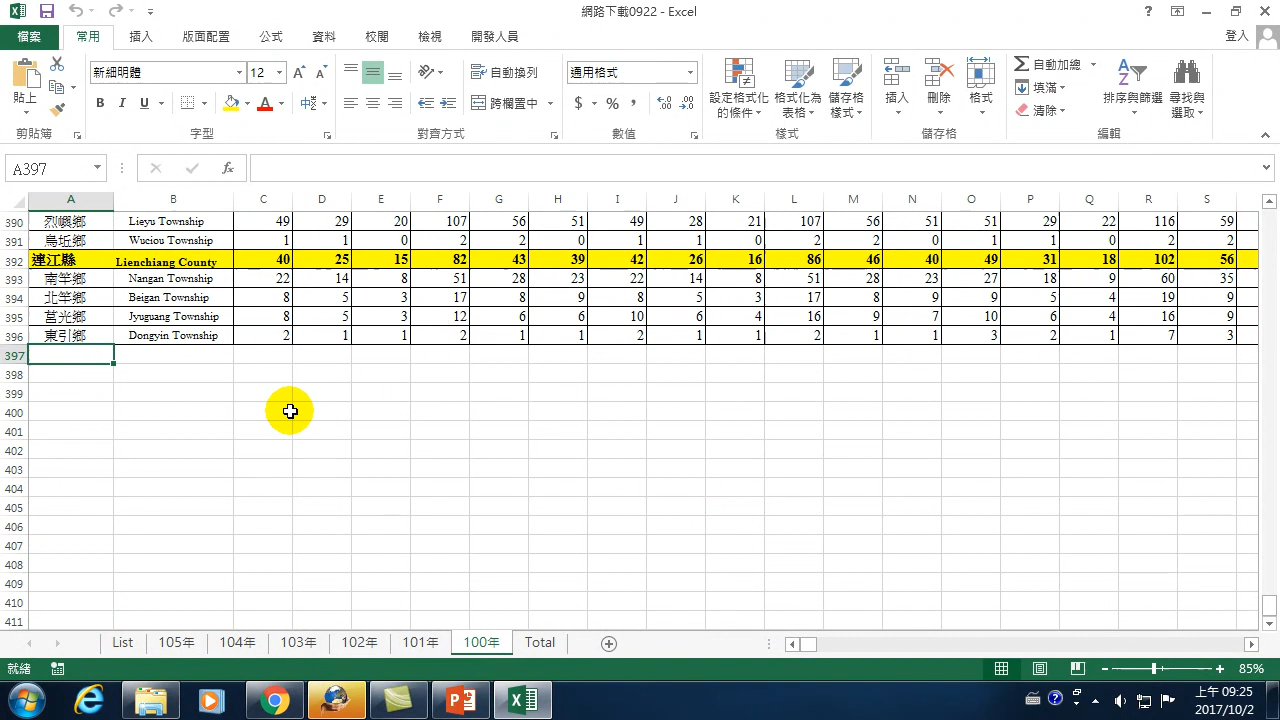 網路下載0922 - Excel
檔案 常用 插入 版面配置 公式 資料 校閱 檢視 開發人員 登入
貼上 新細明體 12 自動換列 通用格式 設定格式化的條件 格式化為表格 儲存格樣式 插入 刪除 格式 自動加總 填滿 清除 排序與篩選 尋找與選取
B I U A 中 跨欄置中 $ % ,
剪貼簿 字型 對齊方式 數值 樣式 儲存格 編輯
A397 fx
A B C D E F G H I J K L M N O P Q R S
390 烈嶼鄉 Lieyu Township 49 29 20 107 56 51 49 28 21 107 56 51 51 29 22 116 59
391 烏坵鄉 Wuciou Township 1 1 0 2 2 0 1 1 0 2 2 0 1 1 0 2 2
392 連江縣 Lienchiang County 40 25 15 82 43 39 42 26 16 86 46 40 49 31 18 102 56
393 南竿鄉 Nangan Township 22 14 8 51 28 23 22 14 8 51 28 23 27 18 9 60 35
394 北竿鄉 Beigan Township 8 5 3 17 8 9 8 5 3 17 8 9 9 5 4 19 9
395 莒光鄉 Jyuguang Township 8 5 3 12 6 6 10 6 4 16 9 7 10 6 4 16 9
396 東引鄉 Dongyin Township 2 1 1 2 1 1 2 1 1 2 1 1 3 2 1 7 3
397
398
399
400
401
402
403
404
405
406
407
408
409
410
411
List 105年 104年 103年 102年 101年 100年 Total
就緒 85%
上午 09:25
2017/10/2